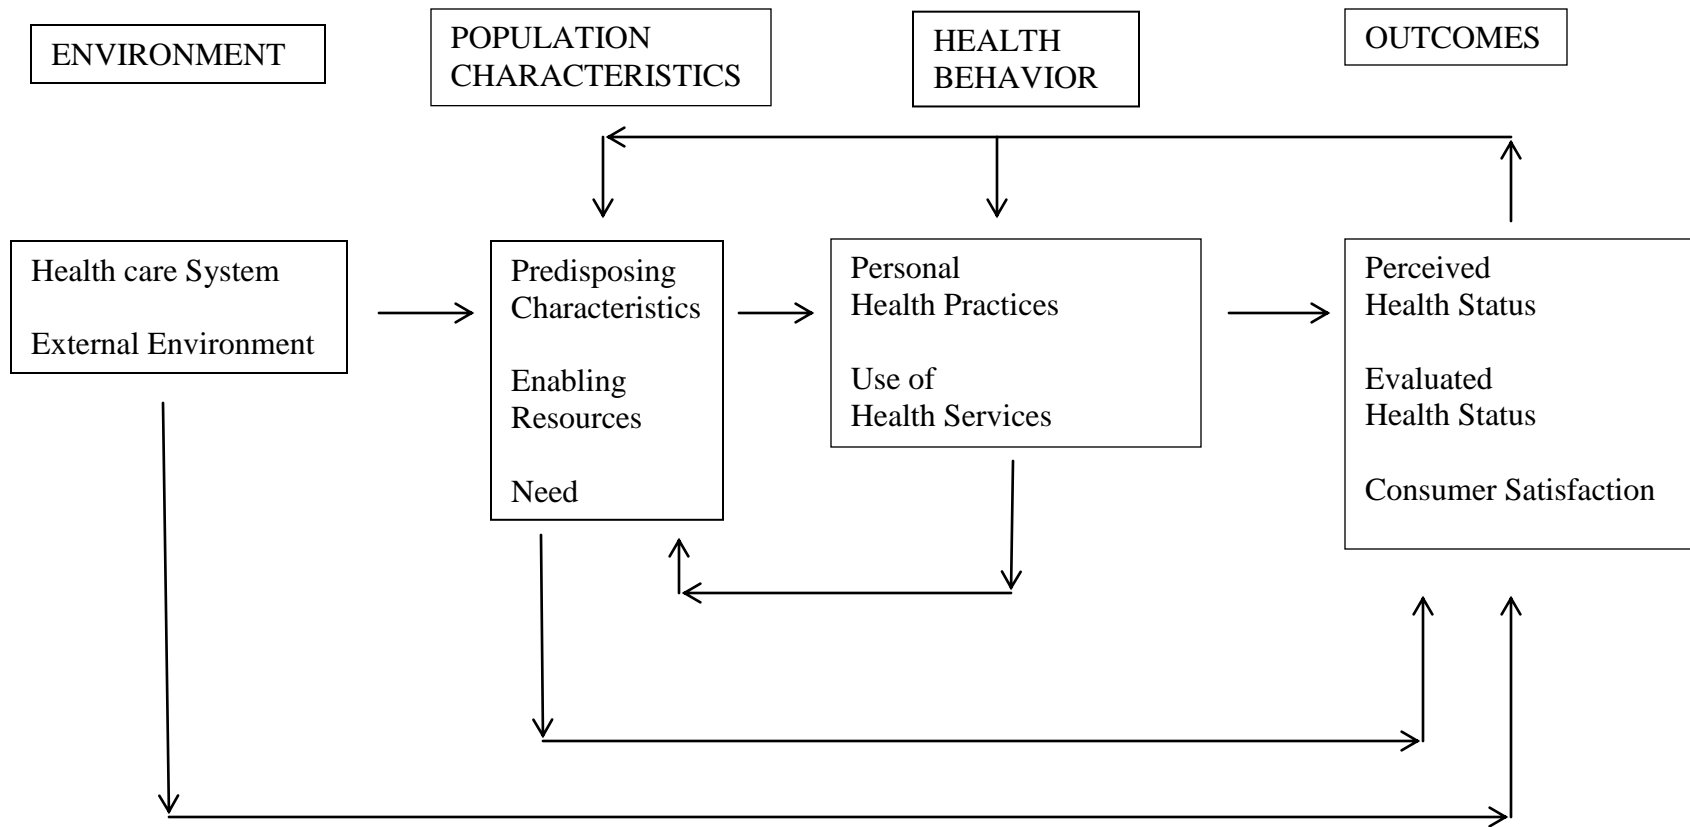 ENVIRONMENT
POPULATION
CHARACTERISTICS
HEALTH
BEHAVIOR
OUTCOMES
Health care System
External Environment
Predisposing
Characteristics
Enabling
Resources
Need
Personal
Health Practices
Use of
Health Services
Perceived
Health Status
Evaluated
Health Status
Consumer Satisfaction